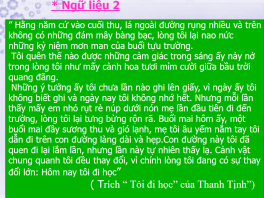 * Ngữ liệu 2
“ Hằng năm cứ vào cuối thu, lá ngoài đường rụng nhiều và trên
không có những đám mây bàng bạc, lòng tôi lại nao nức
những kỷ niệm mơn man của buổi tựu trường.
Tôi quên thế nào được những cảm giác trong sáng ấy nảy nở
trong lòng tôi như mấy cành hoa tươi mỉm cười giữa bầu trời
quang đãng.
Những ý tưởng ấy tôi chưa lần nào ghi lên giấy, vì ngày ấy tôi
không biết ghi và ngày nay tôi không nhớ hết. Nhưng mỗi lần
thấy mấy em nhỏ rụt rè núp dưới nón mẹ lần đầu tiên đi đến
trường, lòng tôi lại tưng bừng rộn rã. Buổi mai hôm ấy, một
buổi mai đầy sương thu và gió lạnh, mẹ tôi âu yếm nắm tay tôi
dẫn đi trên con đường làng dài và hẹp.Con đường này tôi đã
quen đi lại lắm lần, nhưng lần này tự nhiên thấy lạ. Cảnh vật
chung quanh tôi đều thay đổi, vì chính lòng tôi đang có sự thay
đổi lớn: Hôm nay tôi đi học”
( Trích “ Tôi đi học” của Thanh Tịnh”)